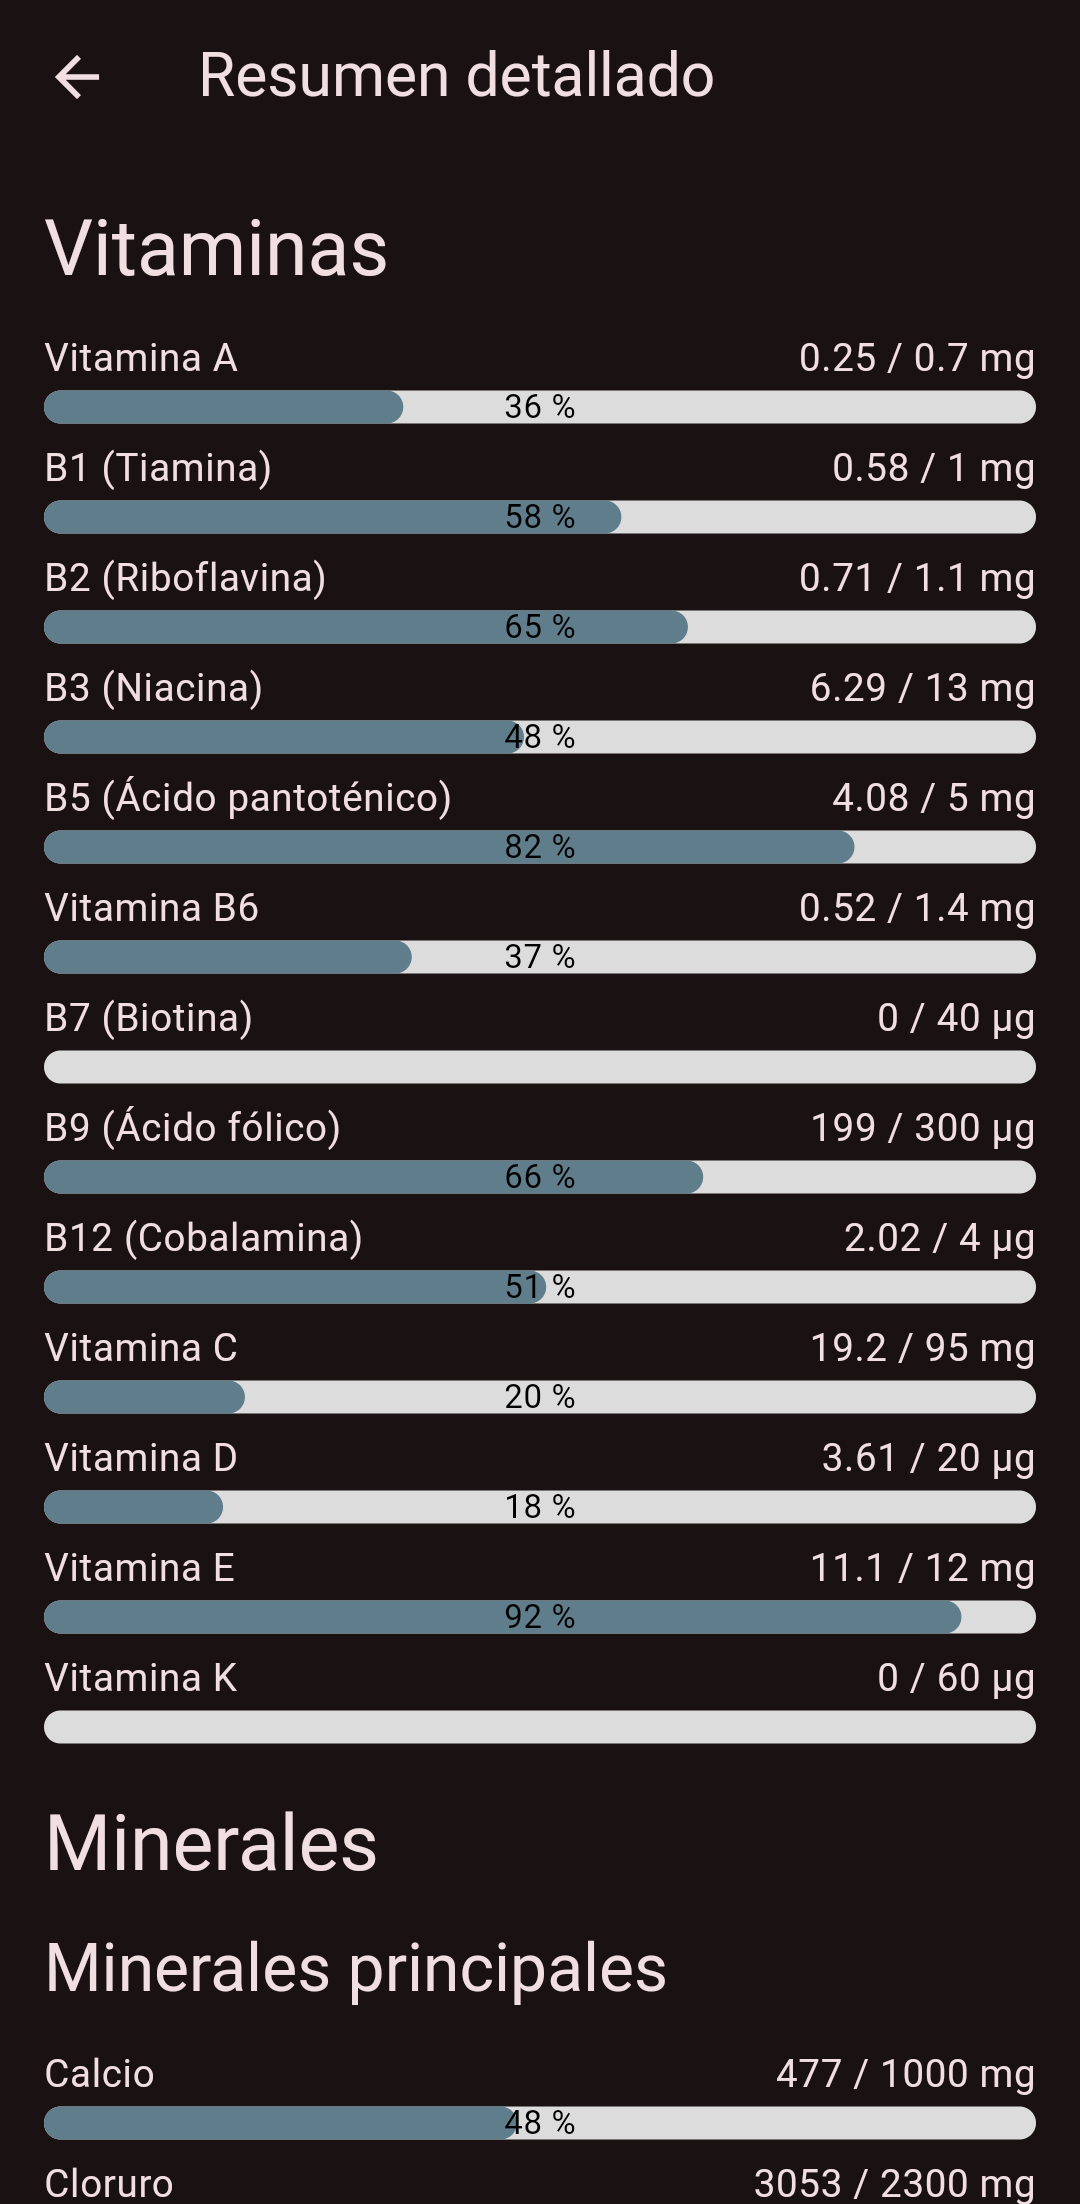 Resumen detallado
Vitaminas
Vitamina A 0.25 / 0.7 mg
36 %
B1 (Tiamina) 0.58 / 1 mg
58 %
B2 (Riboflavina) 0.71 / 1.1 mg
65 %
B3 (Niacina) 6.29 / 13 mg
48 %
B5 (Ácido pantoténico) 4.08 / 5 mg
82 %
Vitamina B6 0.52 / 1.4 mg
37 %
B7 (Biotina) 0 / 40 µg
B9 (Ácido fólico) 199 / 300 µg
66 %
B12 (Cobalamina) 2.02 / 4 µg
51 %
Vitamina C 19.2 / 95 mg
20 %
Vitamina D 3.61 / 20 µg
18 %
Vitamina E 11.1 / 12 mg
92 %
Vitamina K 0 / 60 µg
Minerales
Minerales principales
Calcio 477 / 1000 mg
48 %
Cloruro 3053 / 2300 mg